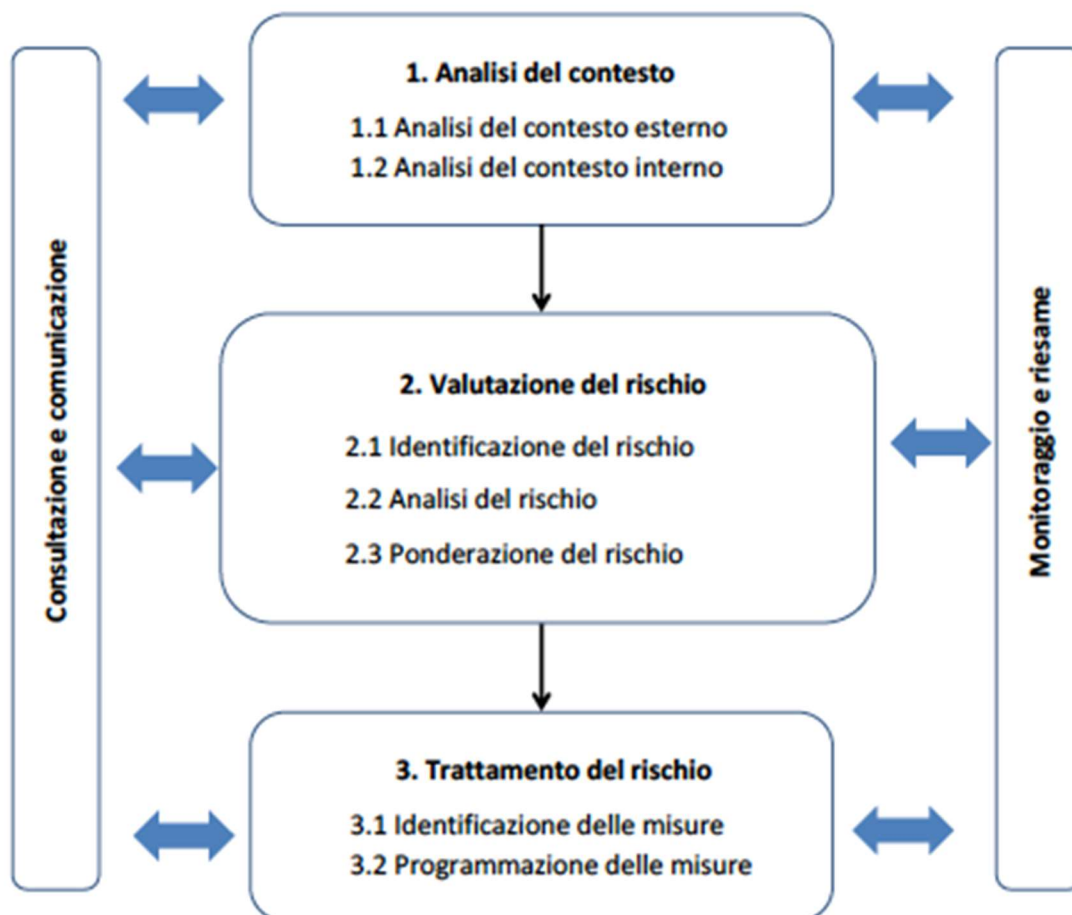 Consultazione e comunicazione
1. Analisi del contesto
1.1 Analisi del contesto esterno
1.2 Analisi del contesto interno
2. Valutazione del rischio
2.1 Identificazione del rischio
2.2 Analisi del rischio
2.3 Ponderazione del rischio
3. Trattamento del rischio
3.1 Identificazione delle misure
3.2 Programmazione delle misure
Monitoraggio e riesame